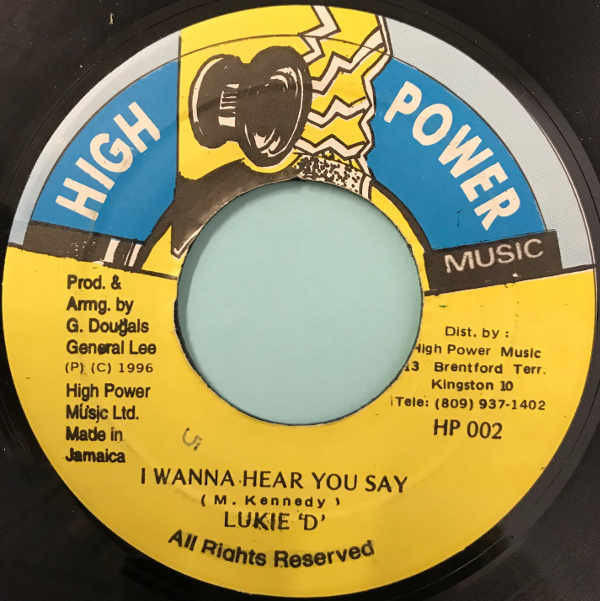 HIGH POWER
MUSIC
Prod. &
Arrng. by
G. Dougals
General Lee
(P) (C) 1996
High Power
Music Ltd.
Made in
Jamaica
Dist. by :
High Power Music
13 Brentford Terr.
Kingston 10
Tele: (809) 937-1402
HP 002
I WANNA HEAR YOU SAY
( M. Kennedy )
LUKIE 'D'
All Rights Reserved